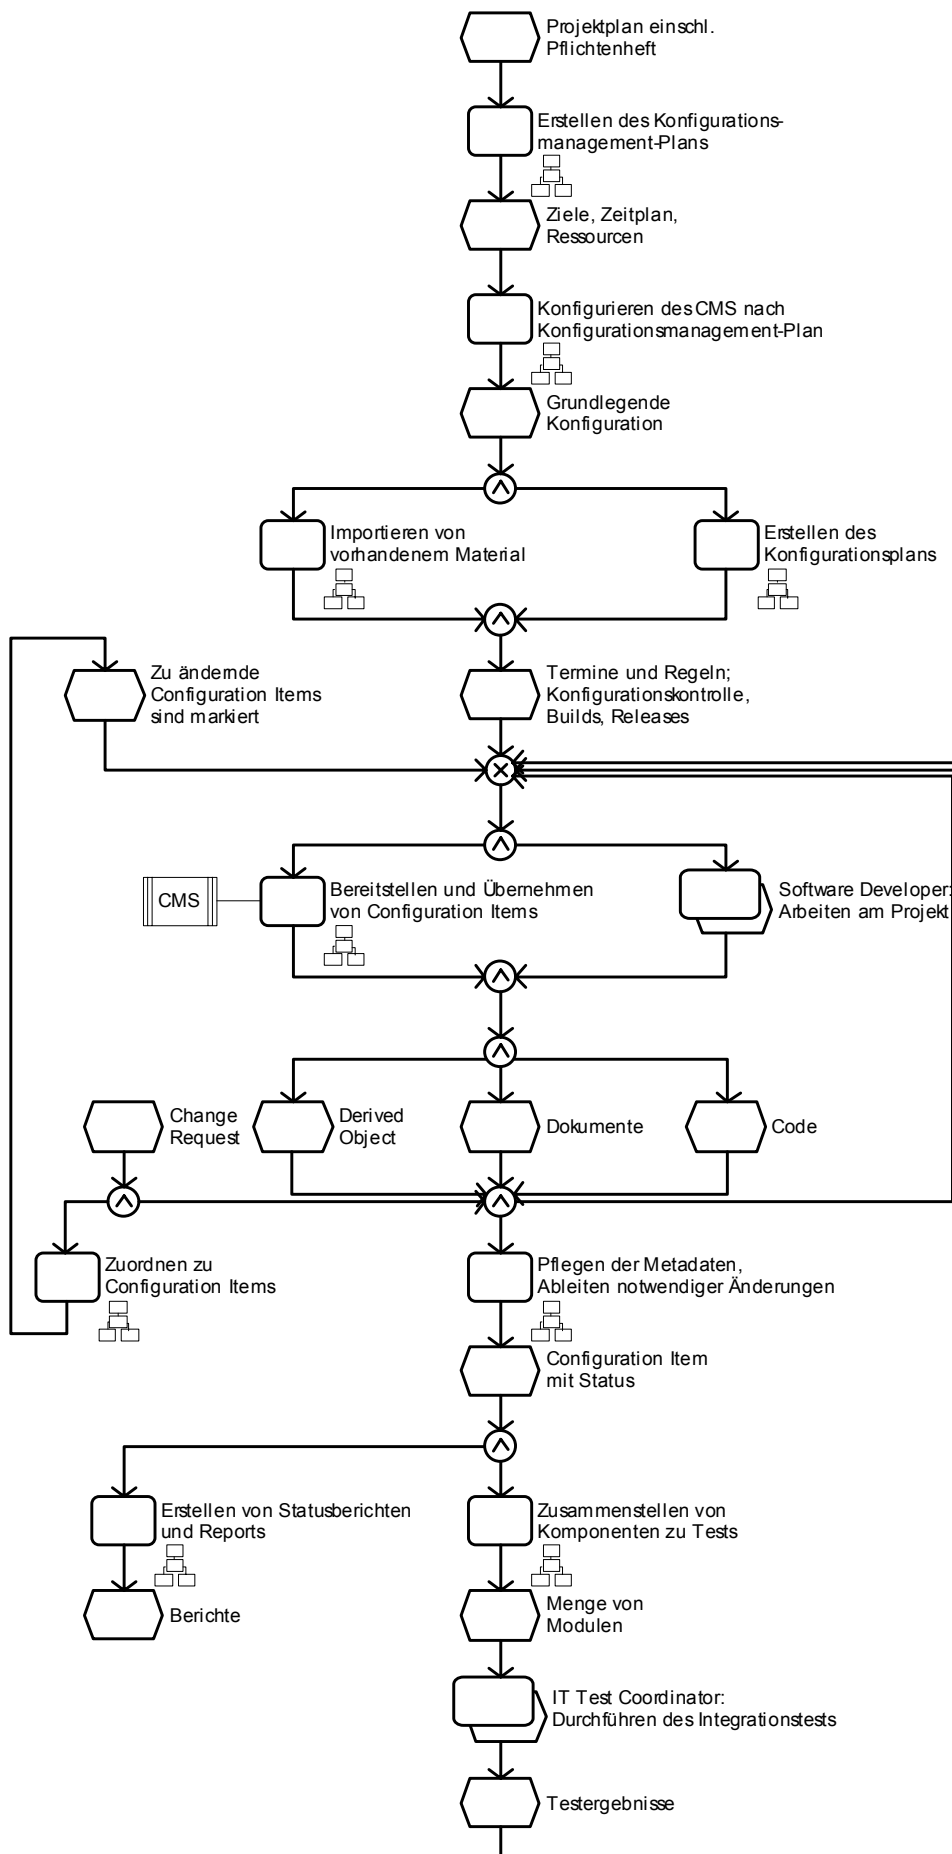 Projektplan einschl.
Pflichtenheft
Erstellen des Konfigurations-
management-Plans
Ziele, Zeitplan,
Ressourcen
Konfigurieren des CMS nach
Konfigurationsmanagement-Plan
Grundlegende
Konfiguration
Importieren von
vorhandenem Material
Erstellen des
Konfigurationsplans
Zu ändernde
Configuration Items
sind markiert
Termine und Regeln;
Konfigurationskontrolle,
Builds, Releases
CMS
Bereitstellen und Übernehmen
von Configuration Items
Software Developer:
Arbeiten am Projekt
Change
Request
Derived
Object
Dokumente
Code
Zuordnen zu
Configuration Items
Pflegen der Metadaten,
Ableiten notwendiger Änderungen
Configuration Item
mit Status
Erstellen von Statusberichten
und Reports
Zusammenstellen von
Komponenten zu Tests
Berichte
Menge von
Modulen
IT Test Coordinator:
Durchführen des Integrationstests
Testergebnisse